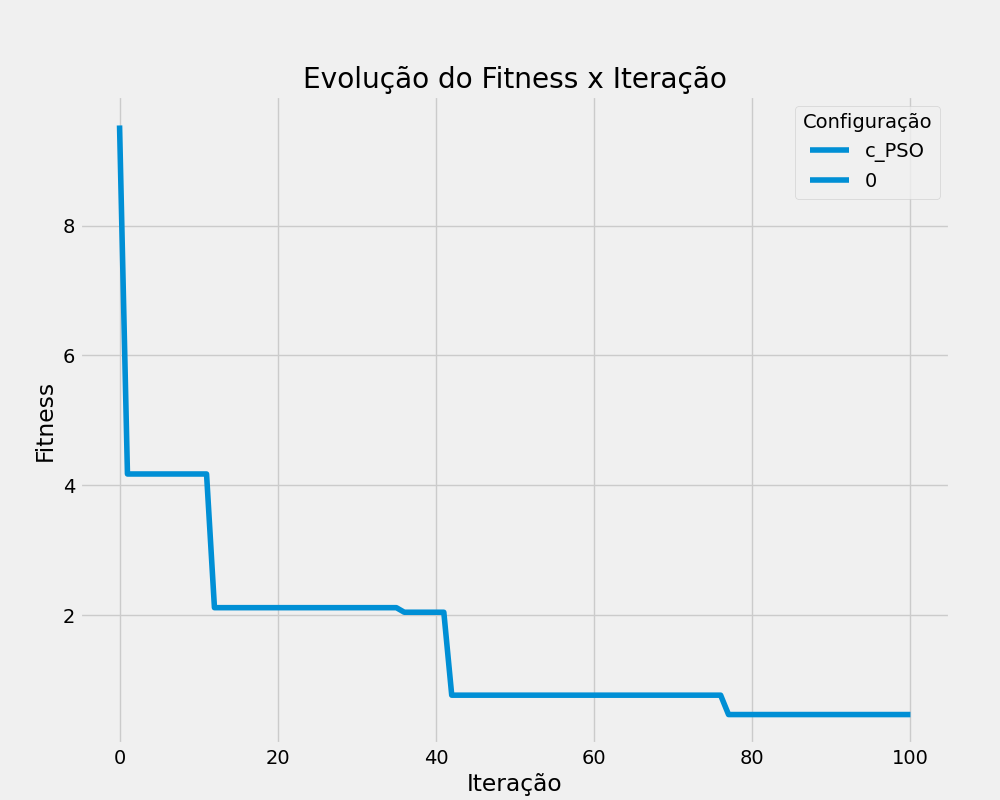 Evolução do Fitness x Iteração
Configuração
c_PSO
0
Fitness
8
6
4
2
0 20 40 60 80 100
Iteração